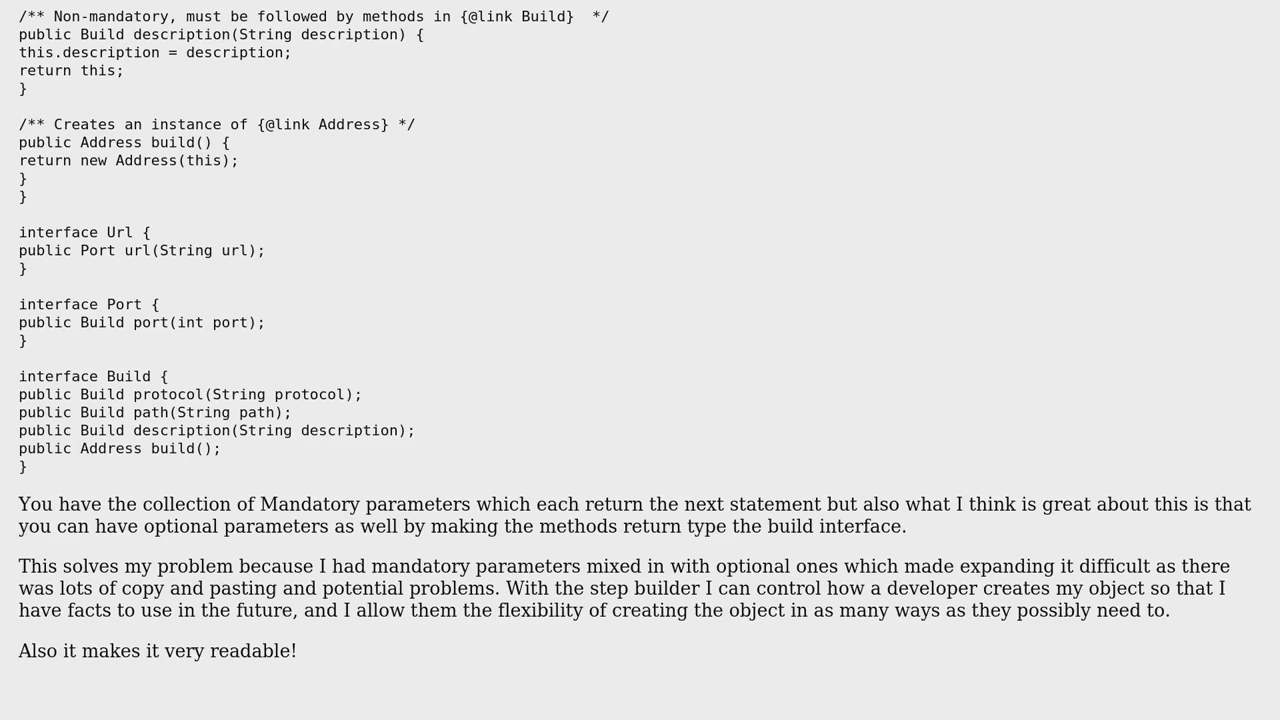 /** Non-mandatory, must be followed by methods in {@link Build}  */
public Build description(String description) {
this.description = description;
return this;
}

/** Creates an instance of {@link Address} */
public Address build() {
return new Address(this);
}
}

interface Url {
public Port url(String url);
}

interface Port {
public Build port(int port);
}

interface Build {
public Build protocol(String protocol);
public Build path(String path);
public Build description(String description);
public Address build();
}

You have the collection of Mandatory parameters which each return the next statement but also what I think is great about this is that
you can have optional parameters as well by making the methods return type the build interface.

This solves my problem because I had mandatory parameters mixed in with optional ones which made expanding it difficult as there
was lots of copy and pasting and potential problems. With the step builder I can control how a developer creates my object so that I
have facts to use in the future, and I allow them the flexibility of creating the object in as many ways as they possibly need to.

Also it makes it very readable!